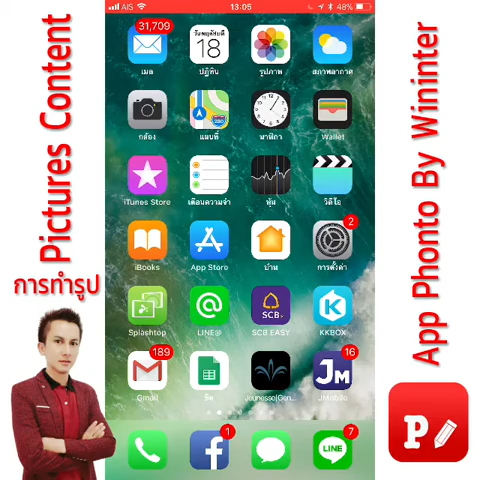 Pictures Content
การทำรูป
AIS
13:05
48%
31,709
วันพฤหัสบดี
18
เมล
ปฏิทิน
รูปภาพ
สภาพอากาศ
280
กล้อง
แผนที่
นาฬิกา
Wallet
iTunes Store
เตือนความจำ
หุ้น
วิดีโอ
2
iBooks
App Store
บ้าน
การตั้งค่า
SCB
Splashtop
LINE@
SCB EASY
KKBOX
189
16
JM
Gmail
ชีต
Jeunesse|Gen...
JMobile
1
7
LINE
App Phonto By Wininter
P